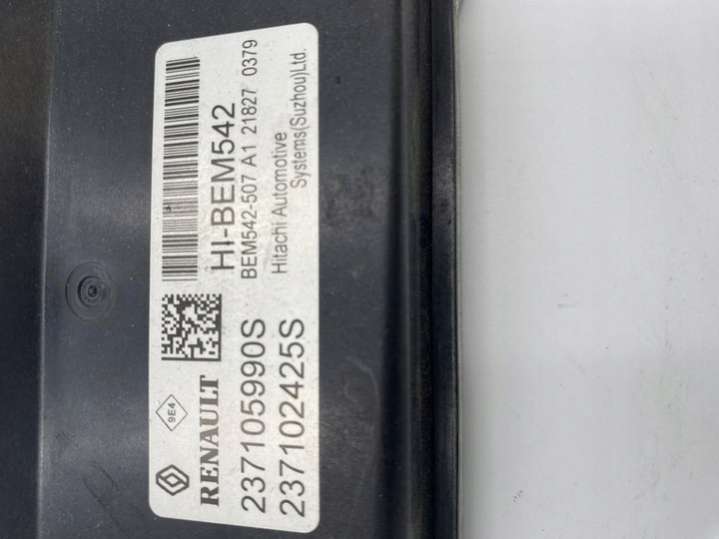 RENAULT
9E4
237105990S
237102425S
HI-BEM542
BEM542-507 A1 21827 0379
Hitachi Automotive
Systems(Suzhou)Ltd.